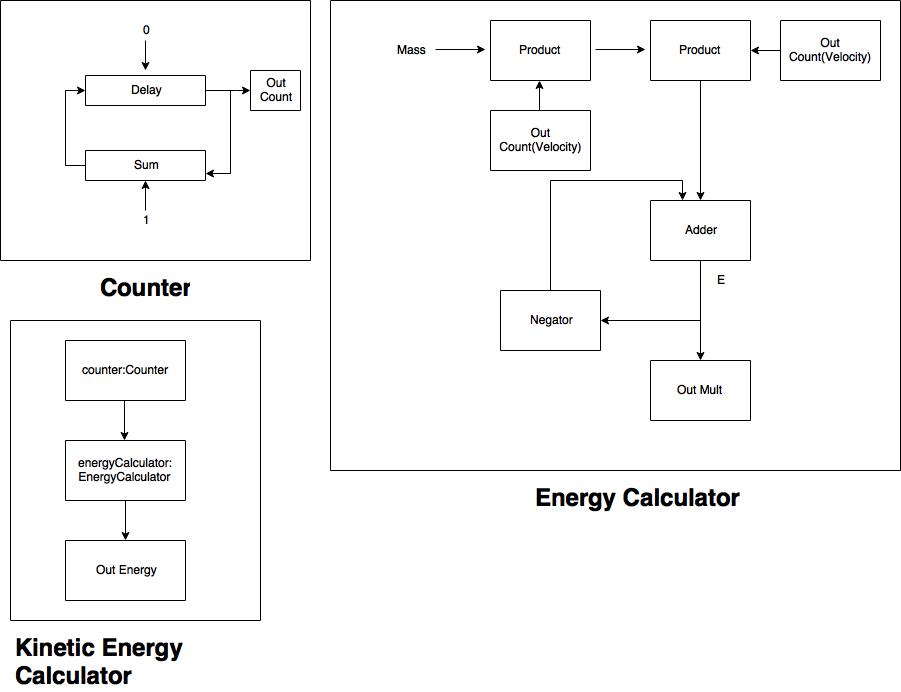 0
Delay
Out
Count
Sum
1
Counter
Mass
Product
Product
Out
Count(Velocity)
Out
Count(Velocity)
Adder
E
Negator
Out Mult
Energy Calculator
counter:Counter
energyCalculator:
EnergyCalculator
Out Energy
Kinetic Energy
Calculator